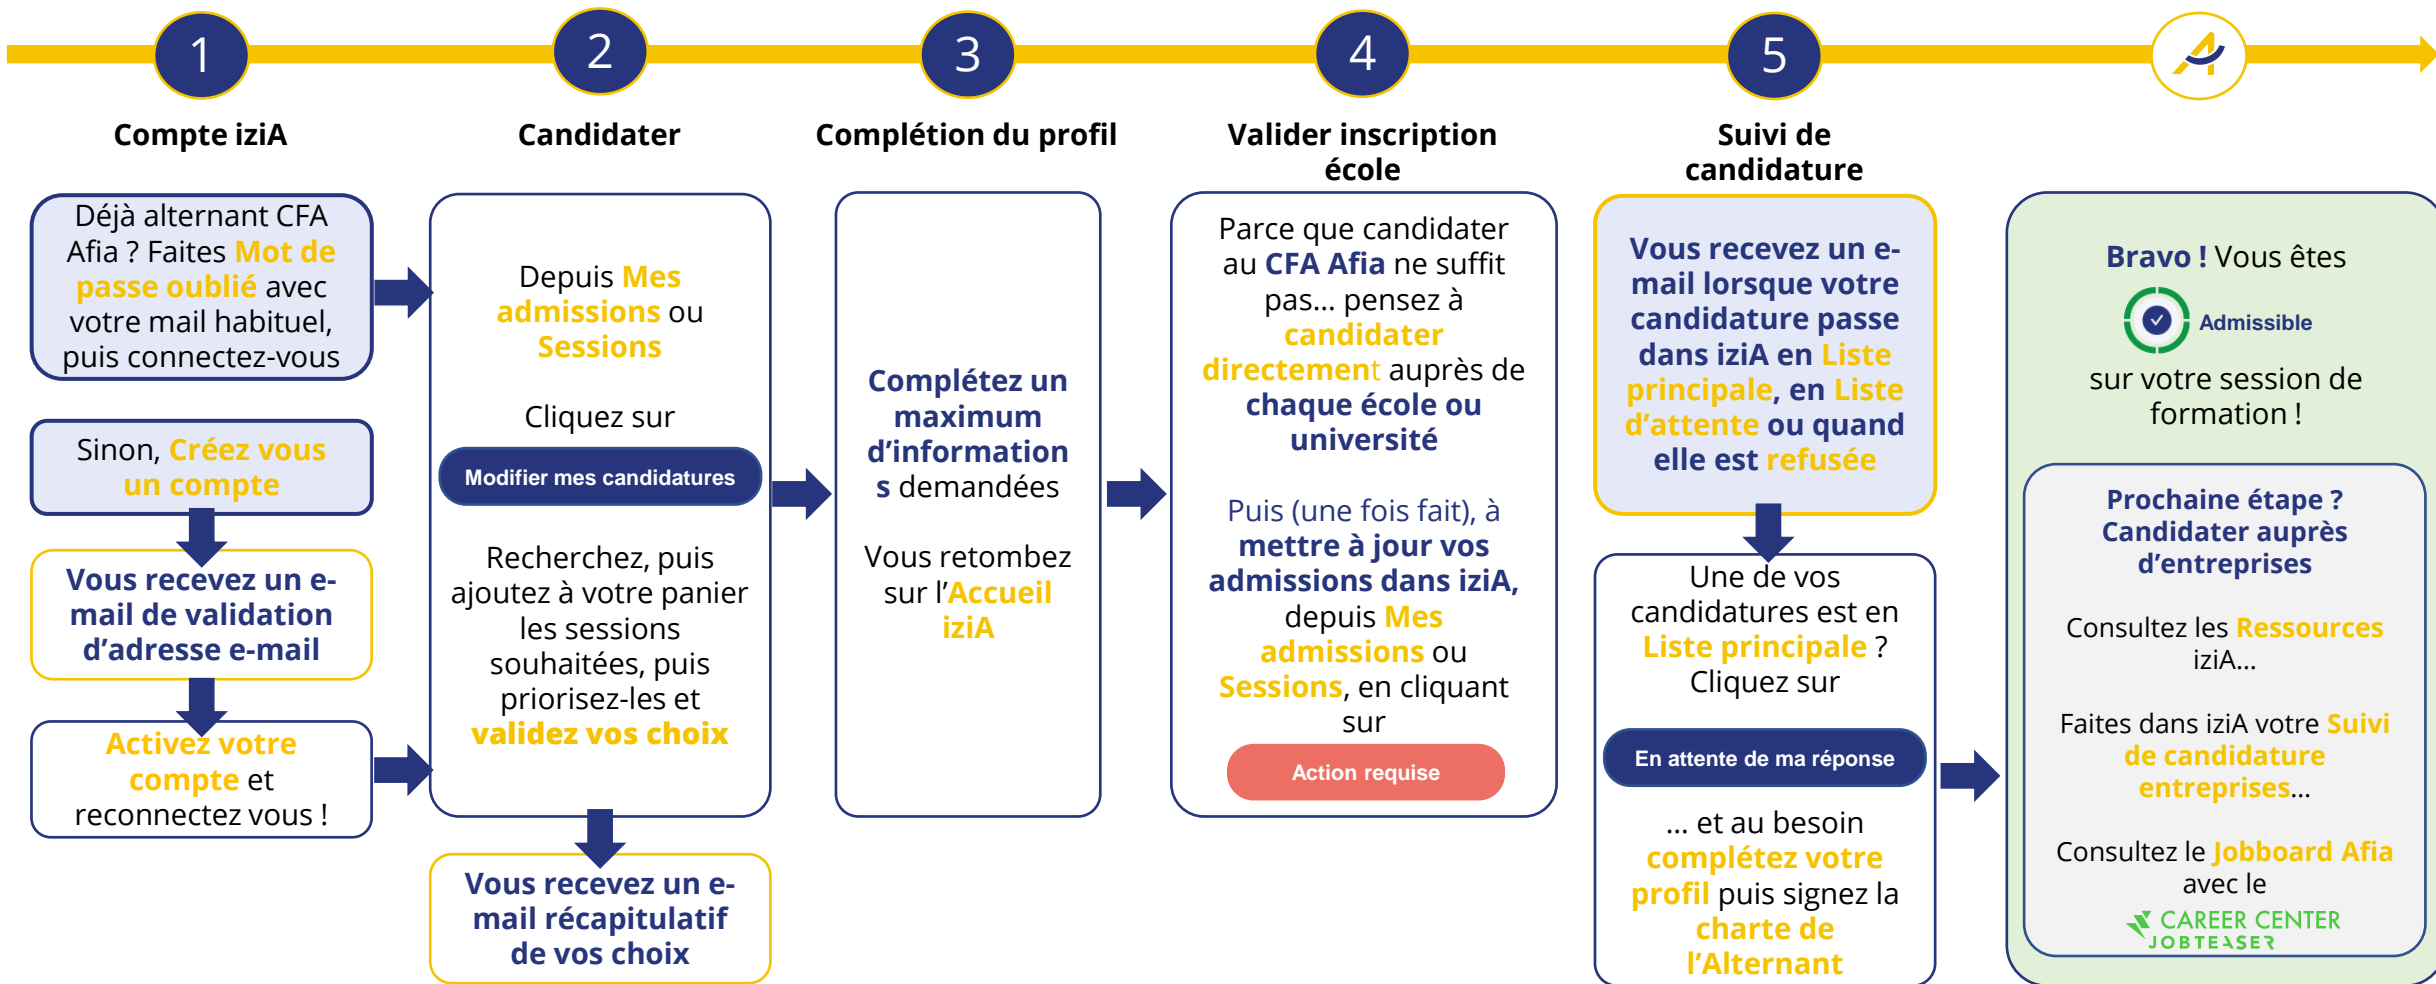 1
2
3
4
5
Compte iziA
Déjà alternant CFA
Afia ? Faites Mot de
passe oublié avec
votre mail habituel,
puis connectez-vous
Sinon, Créez vous
un compte
Vous recevez un e-
mail de validation
d'adresse e-mail
Activez votre
compte et
reconnectez vous !
Candidater
Depuis Mes
admissions ou
Sessions
Cliquez sur
Modifier mes candidatures
Recherchez, puis
ajoutez à votre panier
les sessions
souhaitées, puis
priorisez-les et
validez vos choix
Vous recevez un e-
mail récapitulatif
de vos choix
Complétion du profil
Complétez un
maximum
d'information
s demandées
Vous retombez
sur l'Accueil
iziA
Valider inscription
école
Parce que candidater
au CFA Afia ne suffit
pas... pensez à
candidater
directement auprès de
chaque école ou
université
Puis (une fois fait), à
mettre à jour vos
admissions dans iziA,
depuis Mes
admissions ou
Sessions, en cliquant
sur
Action requise
Suivi de
candidature
Vous recevez un e-
mail lorsque votre
candidature passe
dans iziA en Liste
principale, en Liste
d'attente ou quand
elle est refusée
Une de vos
candidatures est en
Liste principale ?
Cliquez sur
En attente de ma réponse
... et au besoin
complétez votre
profil puis signez la
charte de
l'Alternant
Bravo ! Vous êtes
Admissible
sur votre session de
formation !
Prochaine étape ?
Candidater auprès
d'entreprises
Consultez les Ressources
iziA...
Faites dans iziA votre Suivi
de candidature
entreprises...
Consultez le Jobboard Afia
avec le
CAREER CENTER
JOBTEASER